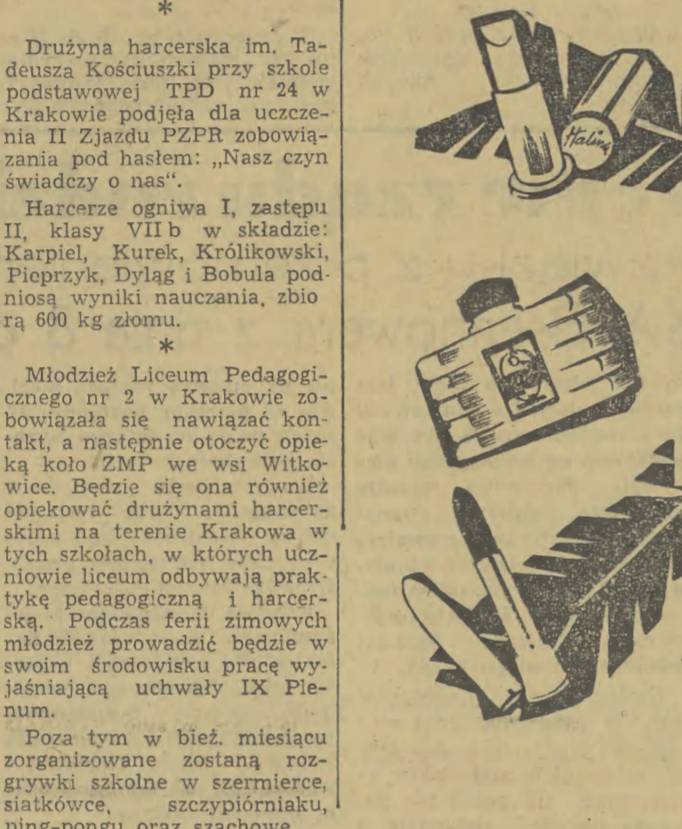 *
Drużyna harcerska im. Ta-
deusza Kościuszki przy szkole
podstawowej TPD nr 24 w
Krakowie podjęła dla uczcze-
nia II Zjazdu PZPR zobowią-
zania pod hasłem: „Nasz czyn
świadczy o nas“.
Harcerze ogniwa I, zastępu
II, klasy VII b w składzie:
Karpiel, Kurek, Królikowski,
Pieprzyk, Dyląg i Bobula pod-
niosą wyniki nauczania, zbio
rą 600 kg złomu.
*
Młodzież Liceum Pedagogi-
cznego nr 2 w Krakowie zo-
bowiązała się nawiązać kon-
takt, a następnie otoczyć opie-
ką koło ZMP we wsi Witko-
wice. Będzie się ona również
opiekować drużynami harcer-
skimi na terenie Krakowa w
tych szkołach, w których ucz-
niowie liceum odbywają prak-
tykę pedagogiczną i harcer-
ską. Podczas ferii zimowych
młodzież prowadzić będzie w
swoim środowisku pracę wy-
jaśniającą uchwały IX Ple-
num.
Poza tym w bież. miesiącu
zorganizowane zostaną roz-
grywki szkolne w szermierce,
siatkówce, szczypiórniaku,
ping-pongu oraz szachowe
Halina